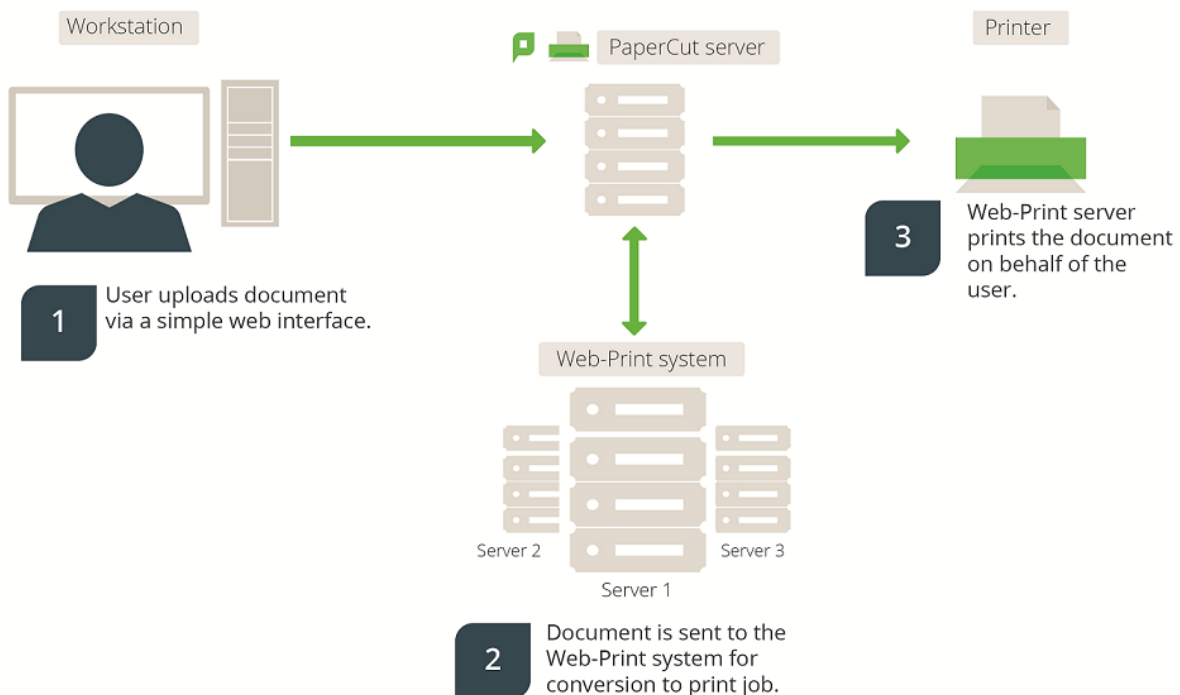 Workstation
PaperCut server
Printer
1
User uploads document
via a simple web interface.
3
Web-Print server
prints the document
on behalf of the
user.
Web-Print system
Server 2
Server 3
Server 1
2
Document is sent to the
Web-Print system for
conversion to print job.